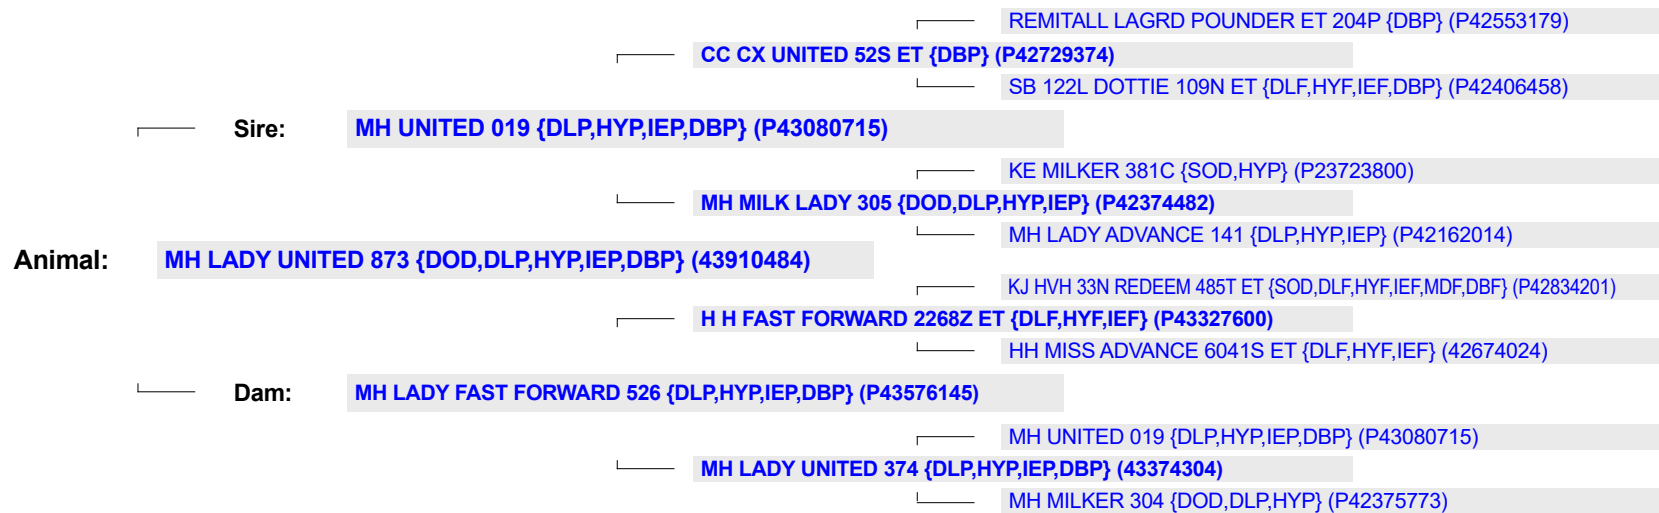 REMITALL LAGRD POUNDER ET 204P {DBP} (P42553179)
CC CX UNITED 52S ET {DBP} (P42729374)
SB 122L DOTTIE 109N ET {DLF,HYF,IEF,DBP} (P42406458)
Sire: MH UNITED 019 {DLP,HYP,IEP,DBP} (P43080715)
KE MILKER 381C {SOD,HYP} (P23723800)
MH MILK LADY 305 {DOD,DLP,HYP,IEP} (P42374482)
MH LADY ADVANCE 141 {DLP,HYP,IEP} (P42162014)
Animal: MH LADY UNITED 873 {DOD,DLP,HYP,IEP,DBP} (43910484)
KJ HVH 33N REDEEM 485T ET {SOD,DLF,HYF,IEF,MDF,DBF} (P42834201)
H H FAST FORWARD 2268Z ET {DLF,HYF,IEF} (P43327600)
HH MISS ADVANCE 6041S ET {DLF,HYF,IEF} (42674024)
Dam: MH LADY FAST FORWARD 526 {DLP,HYP,IEP,DBP} (P43576145)
MH UNITED 019 {DLP,HYP,IEP,DBP} (P43080715)
MH LADY UNITED 374 {DLP,HYP,IEP,DBP} (43374304)
MH MILKER 304 {DOD,DLP,HYP} (P42375773)